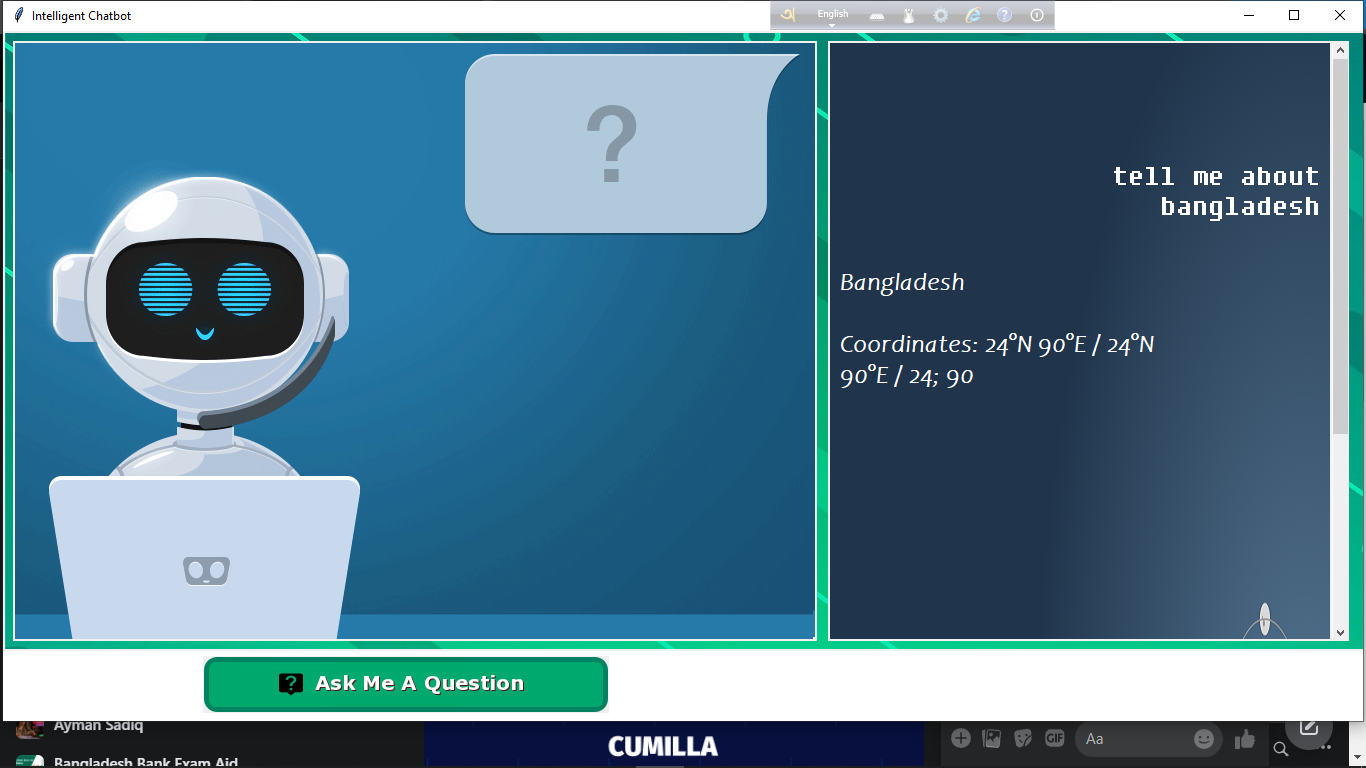 Intelligent Chatbot
English
?
tell me about
bangladesh
Bangladesh
Coordinates: 24°N 90°E / 24°N
90°E / 24; 90
? Ask Me A Question
Ayman Sadiq
Bangladesh Bank Exam Aid
CUMILLA
GIF
Aa